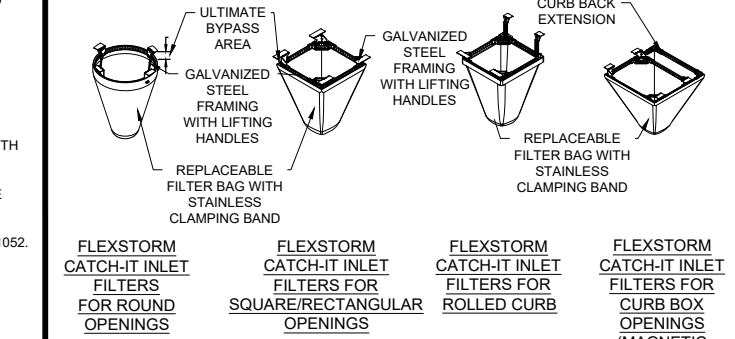 ULTIMATE
BYPASS
AREA
GALVANIZED
STEEL
FRAMING
WITH LIFTING
HANDLES
REPLACEABLE
FILTER BAG WITH
STAINLESS
CLAMPING BAND
GALVANIZED
STEEL
FRAMING
WITH LIFTING
HANDLES
CURB BACK
EXTENSION
REPLACEABLE
FILTER BAG WITH
STAINLESS
CLAMPING BAND
TH
E
1052.
FLEXSTORM
CATCH-IT INLET
FILTERS
FOR ROUND
OPENINGS
FLEXSTORM
CATCH-IT INLET
FILTERS FOR
SQUARE/RECTANGULAR
OPENINGS
FLEXSTORM
CATCH-IT INLET
FILTERS FOR
ROLLED CURB
FLEXSTORM
CATCH-IT INLET
FILTERS FOR
CURB BOX
OPENINGS
(MAGNETIC